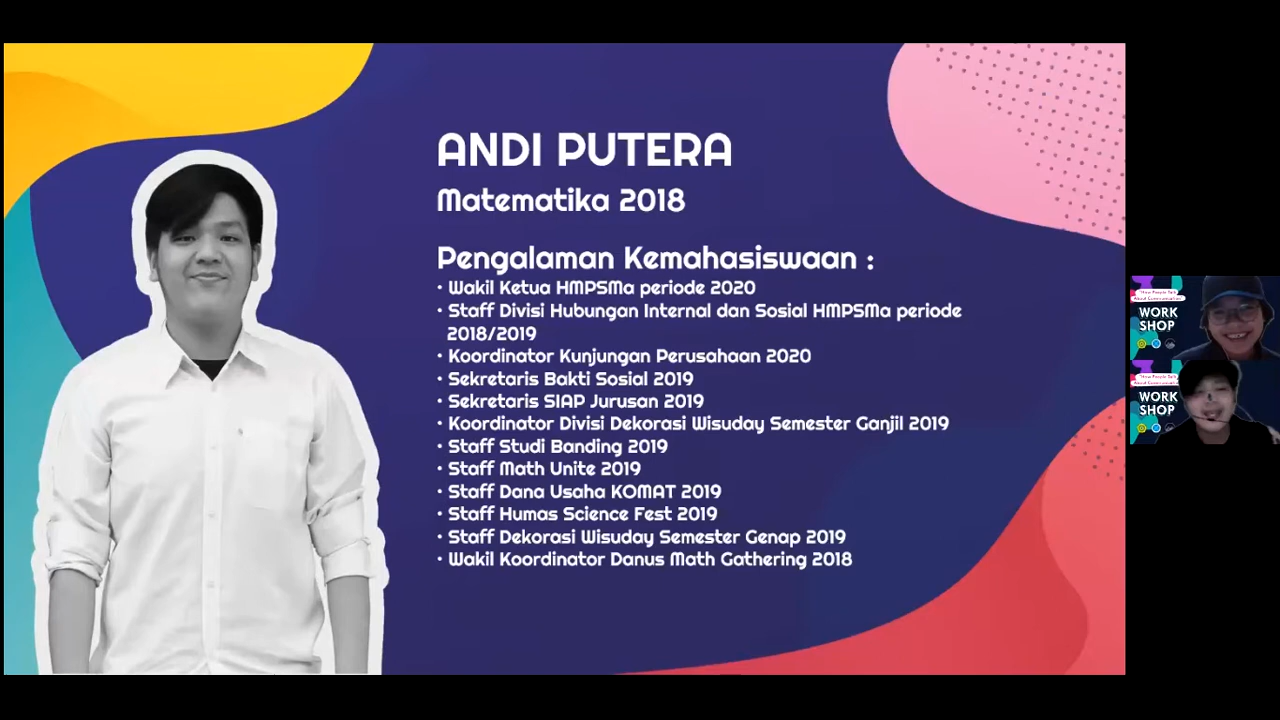 ANDI PUTERA
Matematika 2018
Pengalaman Kemahasiswaan :
• Wakil Ketua HMPSMa periode 2020
• Staff Divisi Hubungan Internal dan Sosial HMPSMa periode
2018/2019
• Koordinator Kunjungan Perusahaan 2020
• Sekretaris Bakti Sosial 2019
• Sekretaris SIAP Jurusan 2019
• Koordinator Divisi Dekorasi Wisuday Semester Ganjil 2019
• Staff Studi Banding 2019
• Staff Math Unite 2019
• Staff Dana Usaha KOMAT 2019
• Staff Humas Science Fest 2019
• Staff Dekorasi Wisuday Semester Genap 2019
• Wakil Koordinator Danus Math Gathering 2018
WORK
SHOP
WORK
SHOP